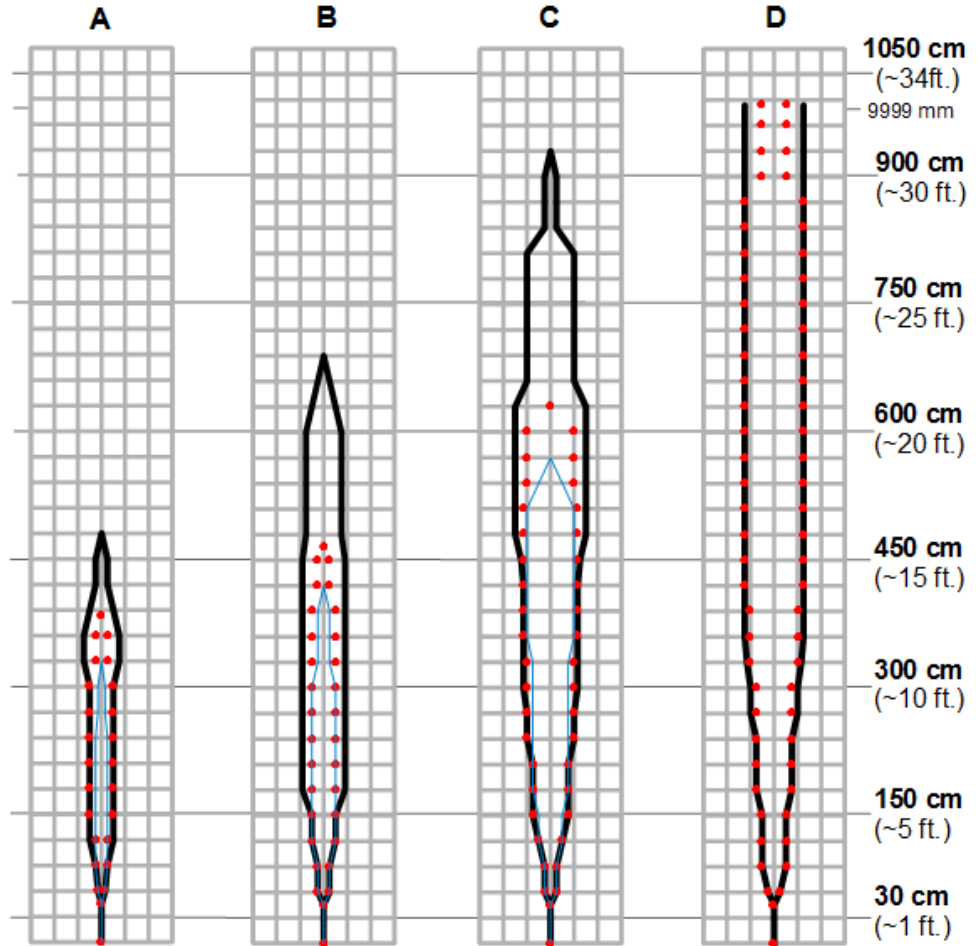 A B C D
1050 cm
(~34ft.)
9999 mm
900 cm
(~30 ft.)
750 cm
(~25 ft.)
600 cm
(~20 ft.)
450 cm
(~15 ft.)
300 cm
(~10 ft.)
150 cm
(~5 ft.)
30 cm
(~1 ft.)